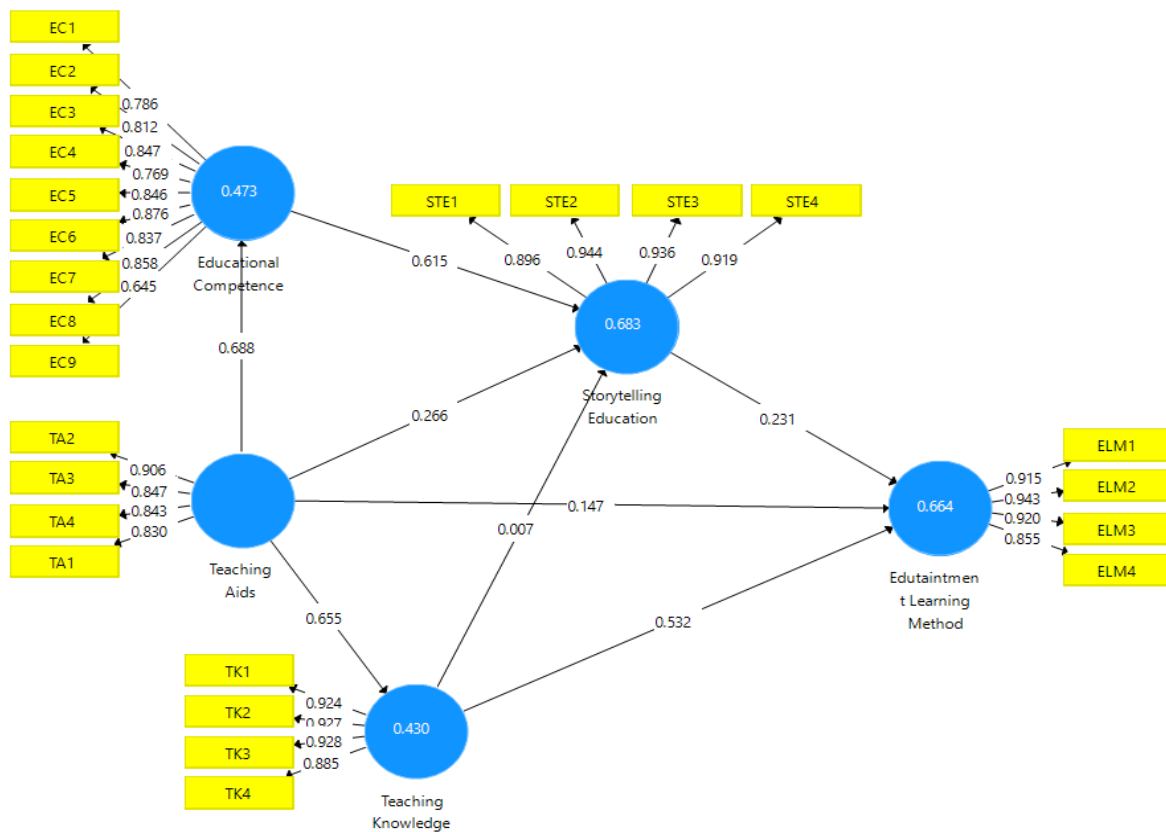 EC1
EC2
EC3
EC4
EC5
EC6
EC7
EC8
EC9
0.786
0.812
0.847
0.769
0.846
0.876
0.837
0.858
0.645
0.473
Educational
Competence
STE1
STE2
STE3
STE4
0.896
0.944
0.936
0.919
0.615
0.683
Storytelling
Education
0.688
0.266
0.231
TA2
TA3
TA4
TA1
0.906
0.847
0.843
0.830
Teaching
Aids
0.147
0.007
0.664
Edutaintmen
t Learning
Method
0.915
0.943
0.920
0.855
ELM1
ELM2
ELM3
ELM4
0.655
0.532
TK1
TK2
TK3
TK4
0.924
0.927
0.928
0.885
0.430
Teaching
Knowledge